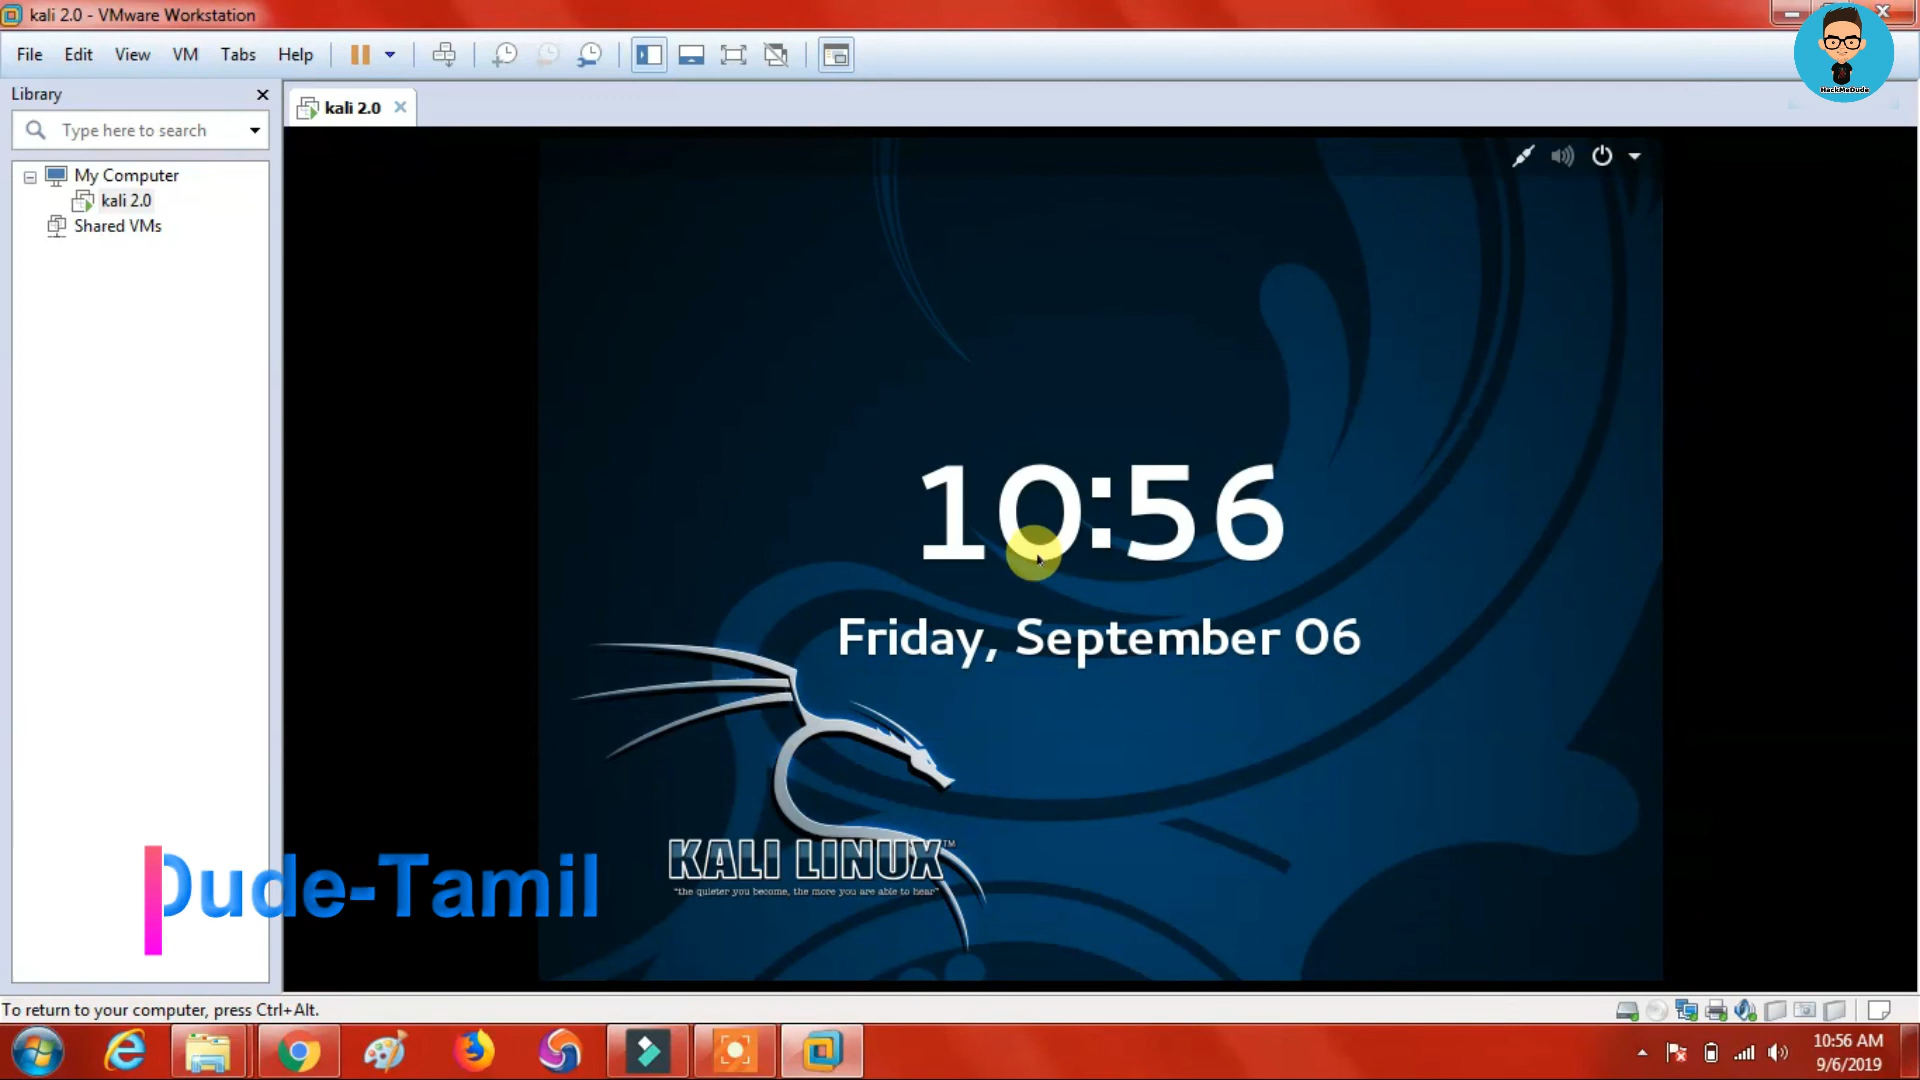 kali 2.0 - VMware Workstation
File Edit View VM Tabs Help
HackMeDude
Library
kali 2.0
Type here to search
My Computer
kali 2.0
Shared VMs
10:56
Friday, September 06
KALI LINUX™
"the quieter you become, the more you are able to hear"
Dude-Tamil
To return to your computer, press Ctrl+Alt.
10:56 AM
9/6/2019